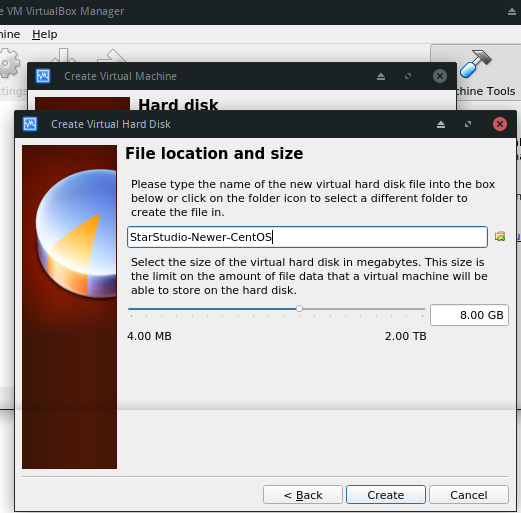 VM VirtualBox Manager
Help
Create Virtual Machine
Tools
Hard disk
Create Virtual Hard Disk
File location and size
Please type the name of the new virtual hard disk file into the box
below or click on the folder icon to select a different folder to
create the file in.
StarStudio-Newer-CentOS
Select the size of the virtual hard disk in megabytes. This size is
the limit on the amount of file data that a virtual machine will be
able to store on the hard disk.
8.00 GB
4.00 MB
2.00 TB
< Back
Create
Cancel